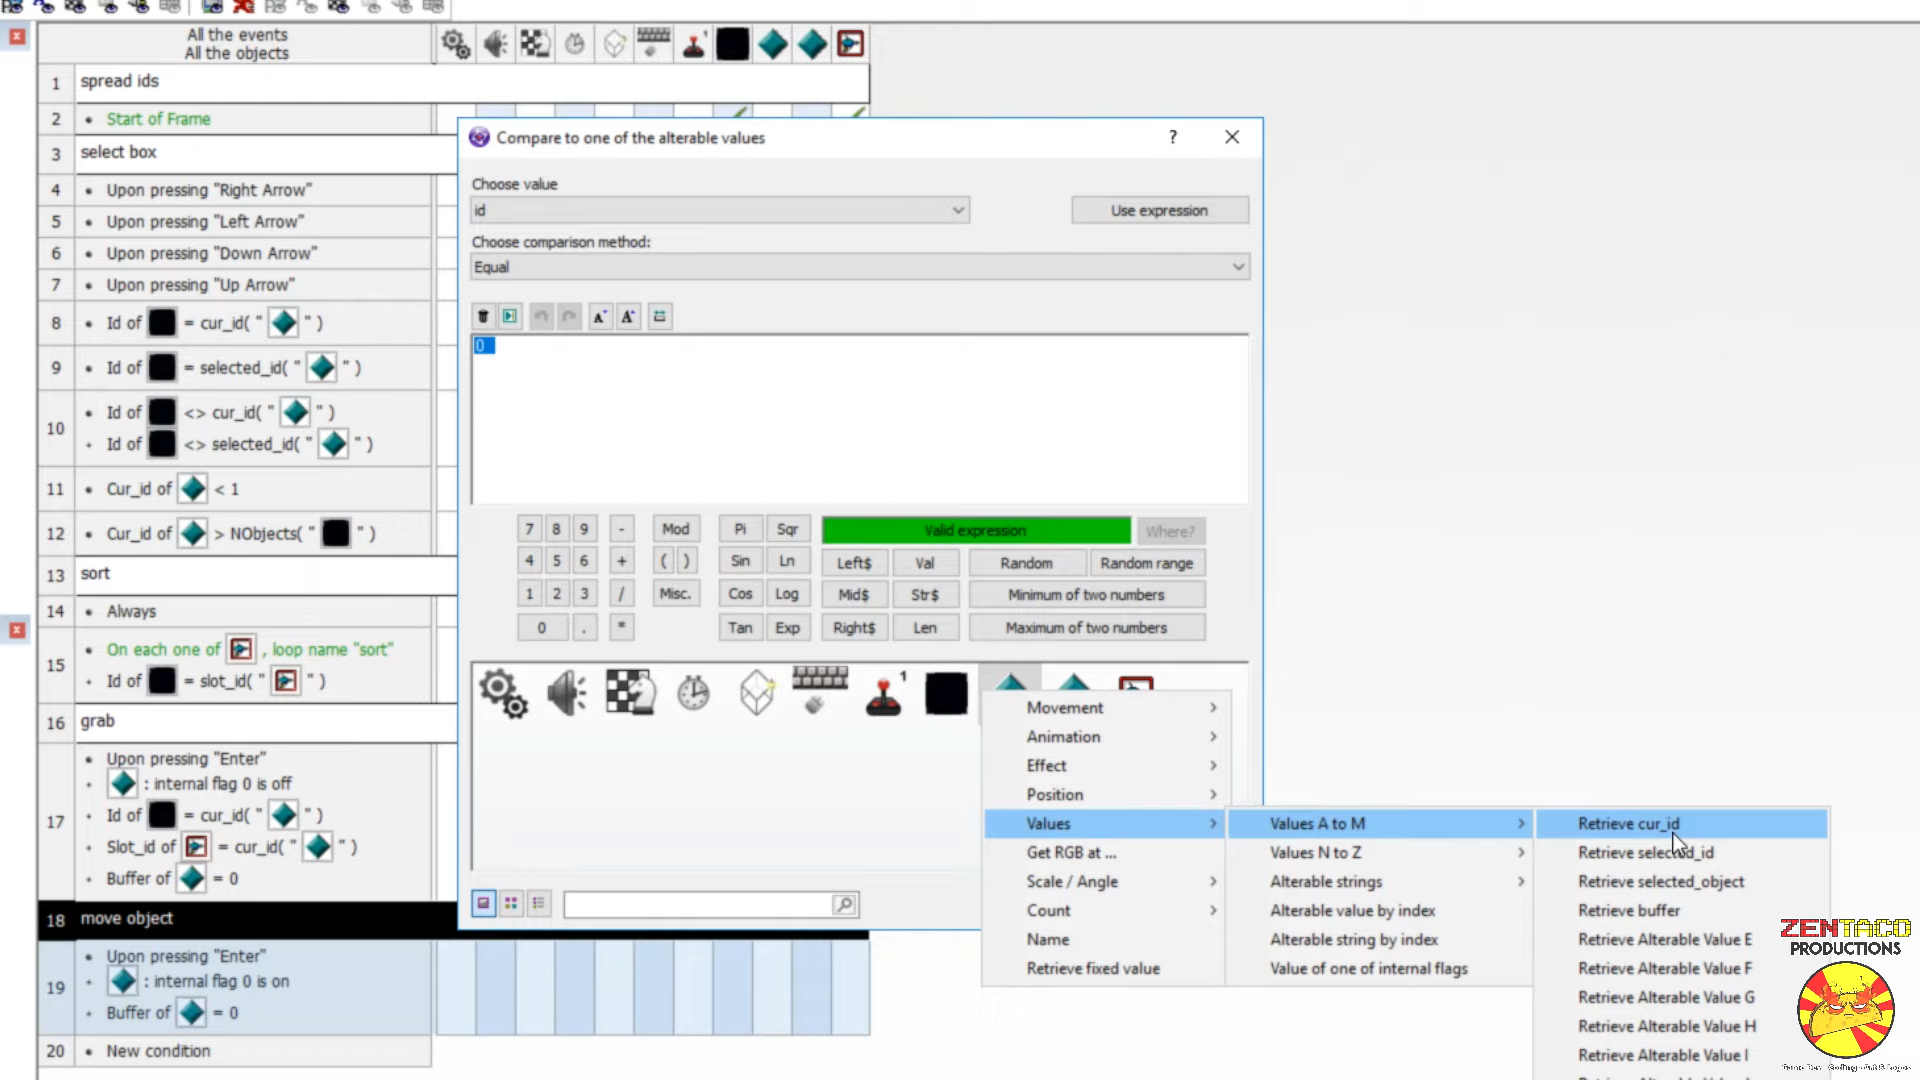 All the events
All the objects
1 spread ids
2 • Start of Frame
3 select box
4 • Upon pressing "Right Arrow"
5 • Upon pressing "Left Arrow"
6 • Upon pressing "Down Arrow"
7 • Upon pressing "Up Arrow"
8 • Id of = cur_id( " " )
9 • Id of = selected_id( " " )
10 • Id of <> cur_id( " " )
• Id of <> selected_id( " " )
11 • Cur_id of < 1
12 • Cur_id of > NObjects( " " )
13 sort
14 • Always
15 • On each one of , loop name "sort"
• Id of = slot_id( " " )
16 grab
17 • Upon pressing "Enter"
• : internal flag 0 is off
• Id of = cur_id( " " )
• Slot_id of = cur_id( " " )
• Buffer of = 0
18 move object
19 • Upon pressing "Enter"
• : internal flag 0 is on
• Buffer of = 0
20 • New condition
Compare to one of the alterable values
?
Choose value
id
Use expression
Choose comparison method:
Equal
0
7 8 9 - Mod Pi Sqr Valid expression Where?
4 5 6 + ( ) Sin Ln Left$ Val Random Random range
1 2 3 / Misc. Cos Log Mid$ Str$ Minimum of two numbers
0 . * Tan Exp Right$ Len Maximum of two numbers
1
Movement
Animation
Effect
Position
Values
Get RGB at ...
Scale / Angle
Count
Name
Retrieve fixed value
Values A to M
Values N to Z
Alterable strings
Alterable value by index
Alterable string by index
Value of one of internal flags
Retrieve cur_id
Retrieve selected_id
Retrieve selected_object
Retrieve buffer
Retrieve Alterable Value E
Retrieve Alterable Value F
Retrieve Alterable Value G
Retrieve Alterable Value H
Retrieve Alterable Value I
ZENTACO
PRODUCTIONS